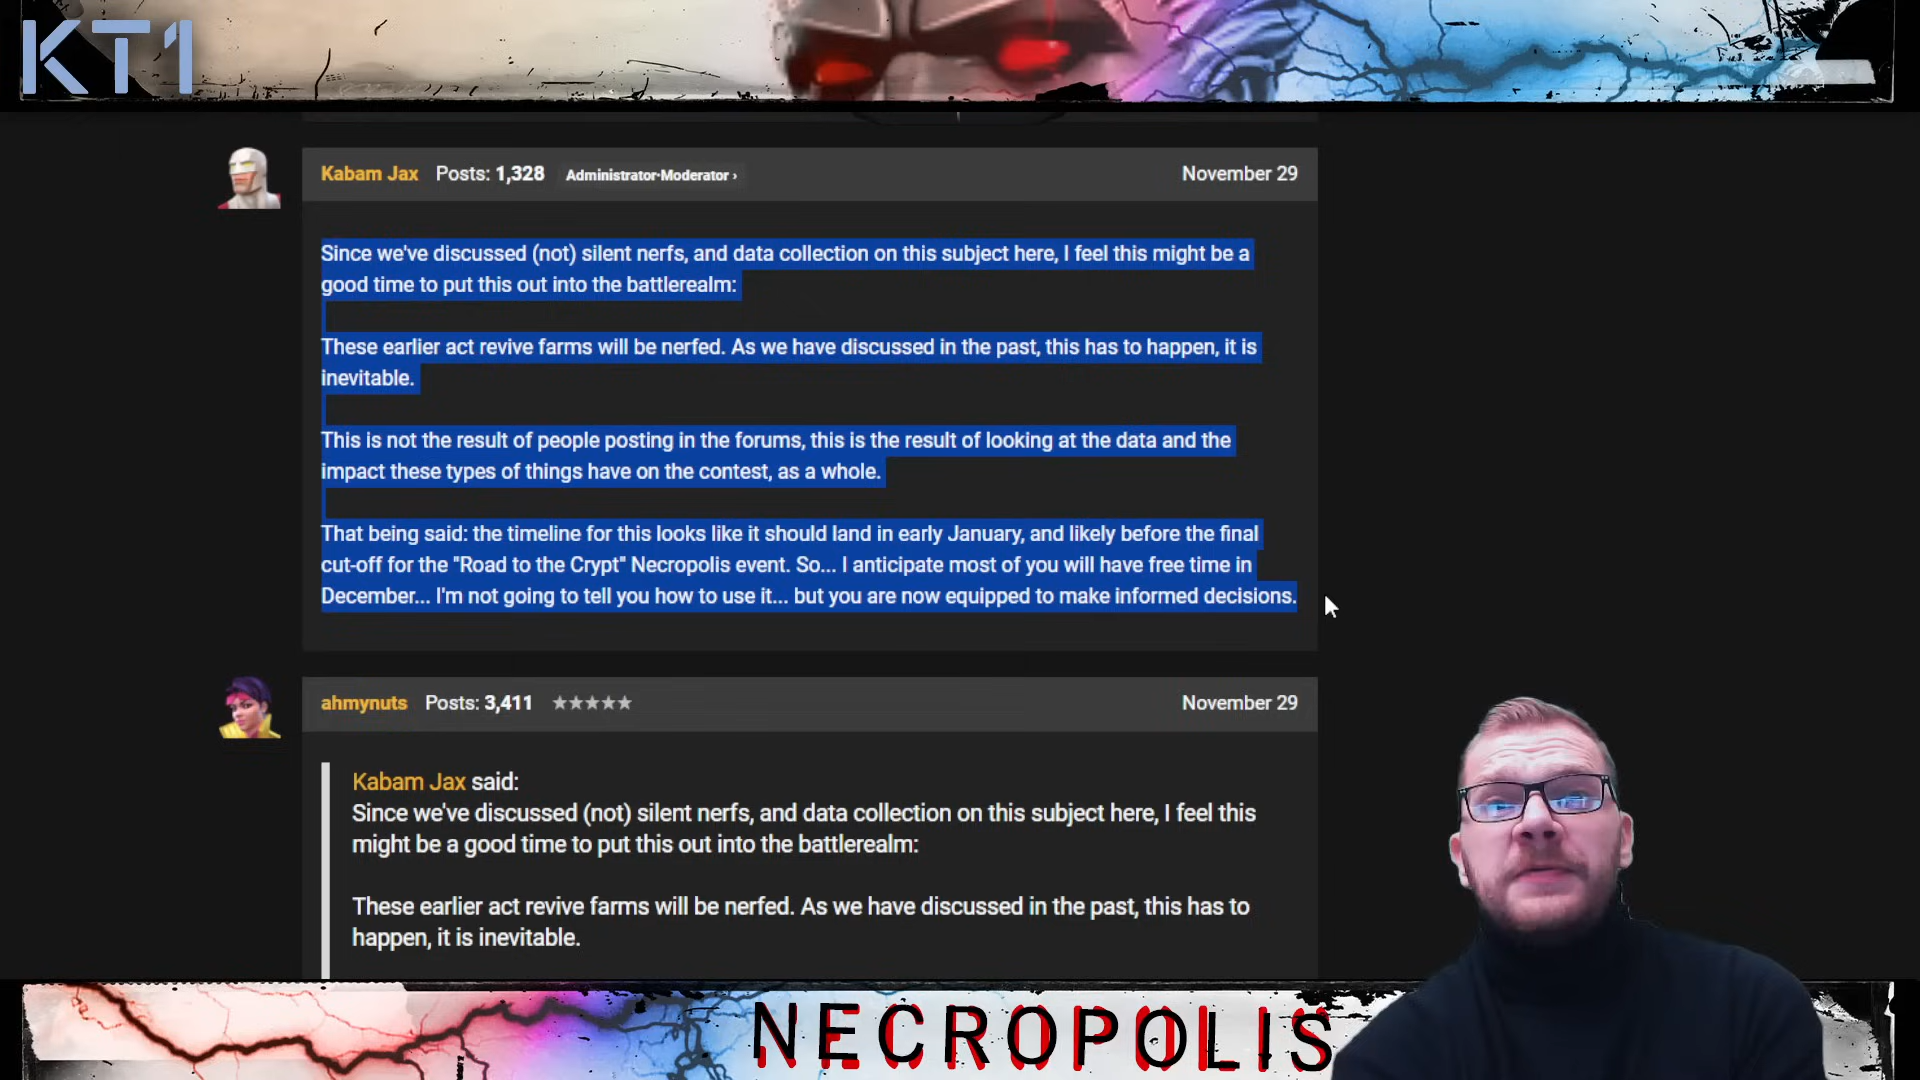 KT1
Kabam Jax Posts: 1,328 Administrator-Moderator › November 29
Since we've discussed (not) silent nerfs, and data collection on this subject here, I feel this might be a
good time to put this out into the battlerealm:
These earlier act revive farms will be nerfed. As we have discussed in the past, this has to happen, it is
inevitable.
This is not the result of people posting in the forums, this is the result of looking at the data and the
impact these types of things have on the contest, as a whole.
That being said: the timeline for this looks like it should land in early January, and likely before the final
cut-off for the "Road to the Crypt" Necropolis event. So... I anticipate most of you will have free time in
December... I'm not going to tell you how to use it... but you are now equipped to make informed decisions.
ahmynuts Posts: 3,411 ★★★★★ November 29
Kabam Jax said:
Since we've discussed (not) silent nerfs, and data collection on this subject here, I feel this
might be a good time to put this out into the battlerealm:
These earlier act revive farms will be nerfed. As we have discussed in the past, this has to
happen, it is inevitable.
NECROPOLIS